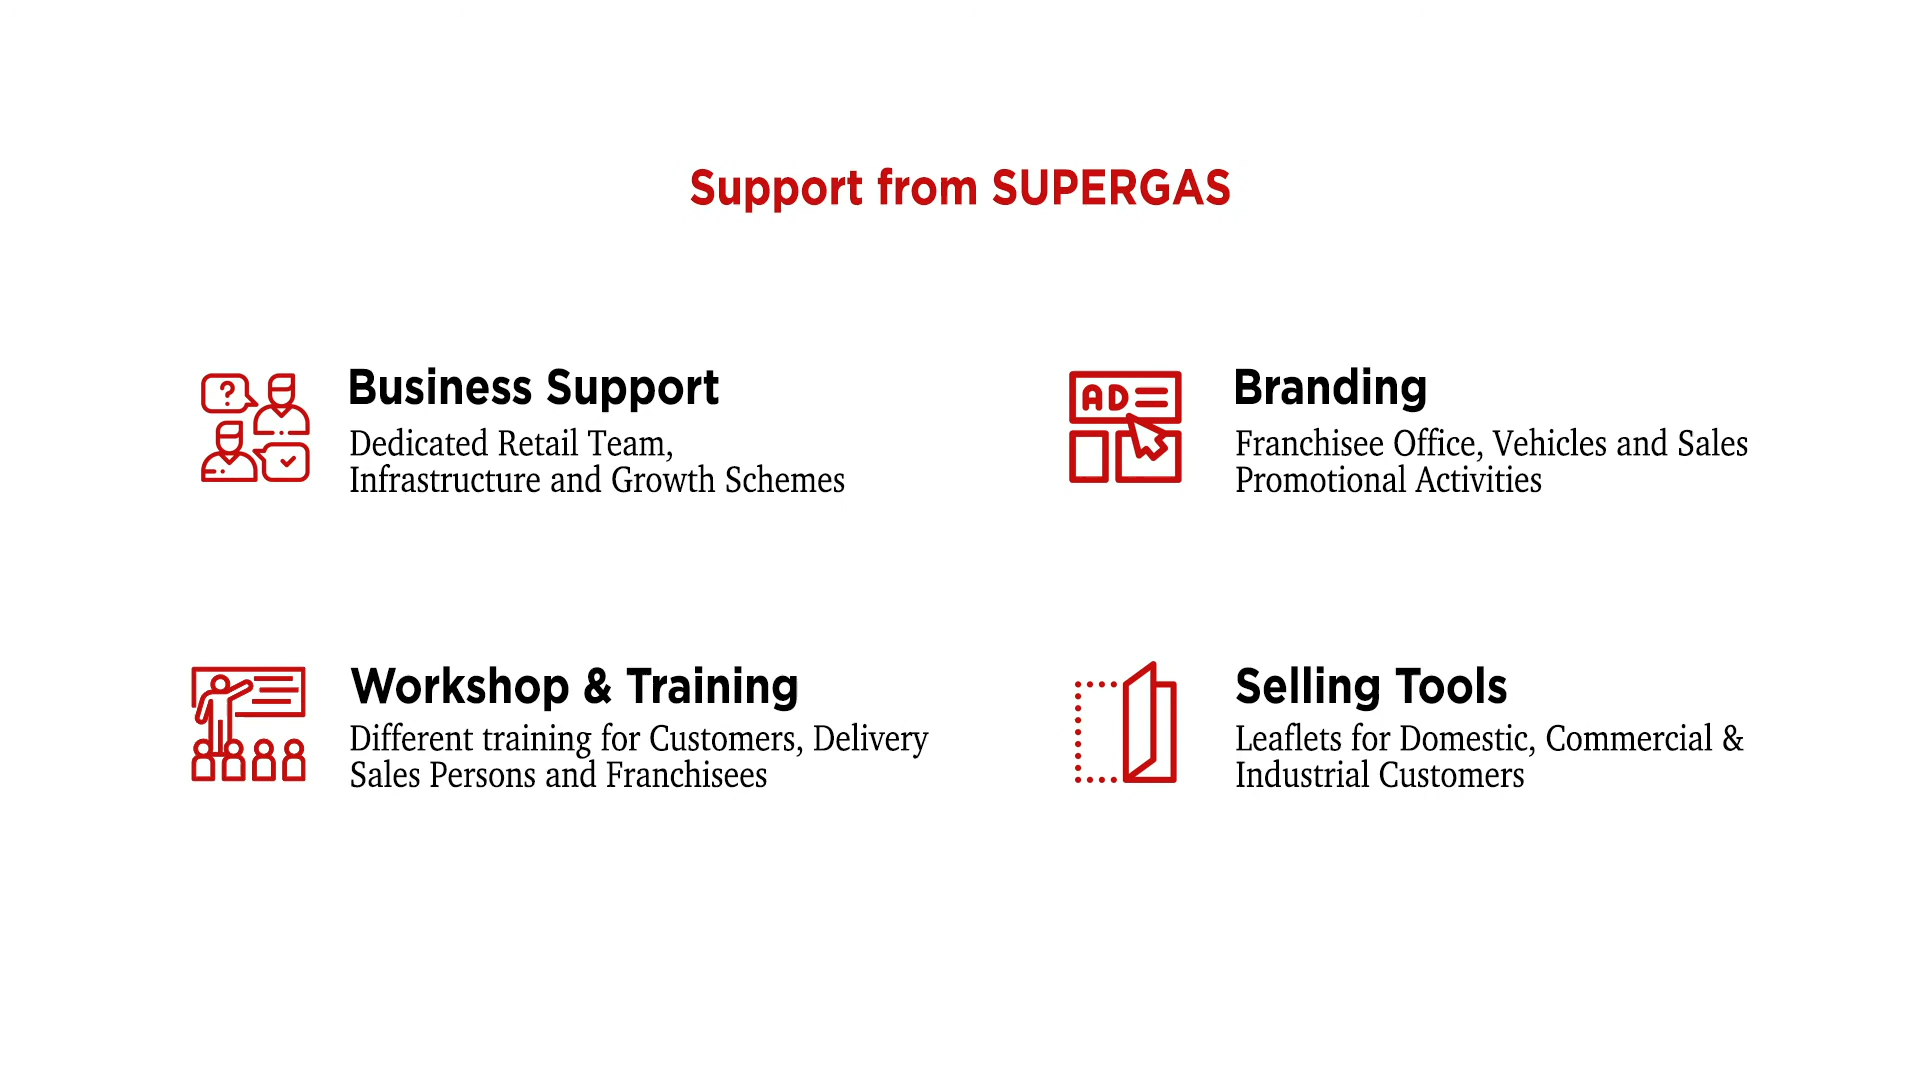 Support from SUPERGAS
?
Business Support
Dedicated Retail Team,
Infrastructure and Growth Schemes
AD
Branding
Franchisee Office, Vehicles and Sales
Promotional Activities
Workshop & Training
Different training for Customers, Delivery
Sales Persons and Franchisees
Selling Tools
Leaflets for Domestic, Commercial &
Industrial Customers